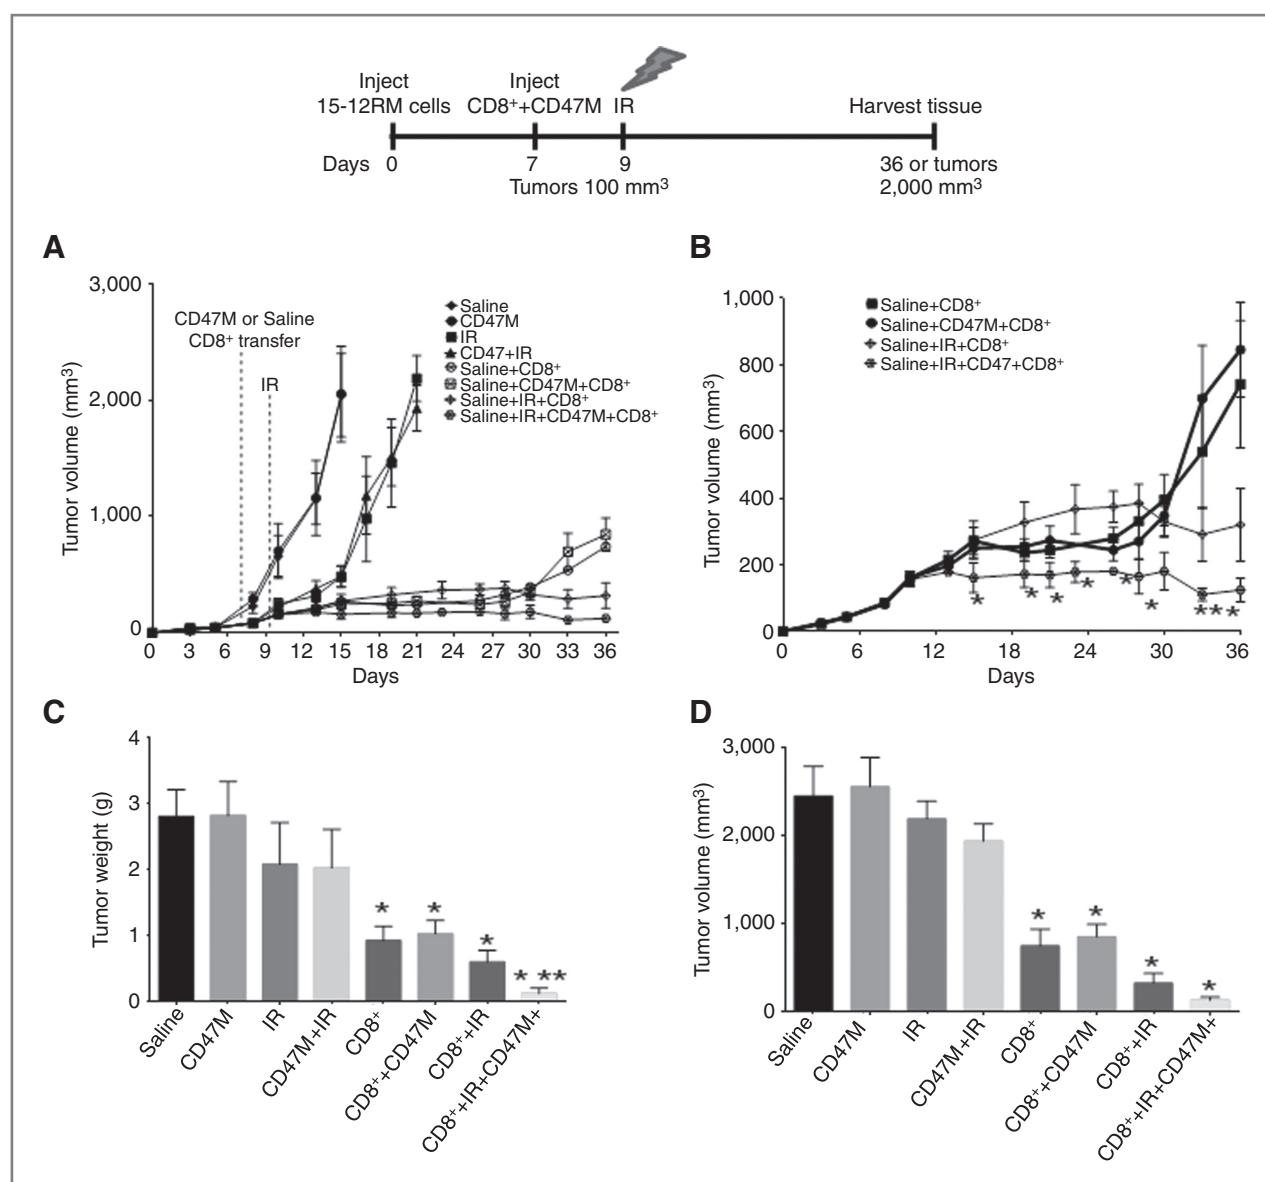 Inject
15-12RM cells
Inject
CD8⁺+CD47M
IR
Harvest tissue
Days 0 7 9 36 or tumors
Tumors 100 mm³ 2,000 mm³
A
3,000
2,000
1,000
0
Tumor volume (mm³)
CD47M or Saline
CD8⁺ transfer
IR
Saline
CD47M
IR
CD47+IR
Saline+CD8⁺
Saline+CD47M+CD8⁺
Saline+IR+CD8⁺
Saline+IR+CD47M+CD8⁺
0 3 6 9 12 15 18 21 24 27 30 33 36
Days
B
1,000
800
600
400
200
0
Tumor volume (mm³)
Saline+CD8⁺
Saline+CD47M+CD8⁺
Saline+IR+CD8⁺
Saline+IR+CD47+CD8⁺
* * * * * * ** *
0 6 12 18 24 30 36
Days
C
4
3
2
1
0
Tumor weight (g)
* * * * **
Saline
CD47M
IR
CD47M+IR
CD8⁺
CD8⁺+CD47M
CD8⁺+IR
CD8⁺+IR+CD47M+
D
3,000
2,000
1,000
0
Tumor volume (mm³)
* * * *
Saline
CD47M
IR
CD47M+IR
CD8⁺
CD8⁺+CD47M
CD8⁺+IR
CD8⁺+IR+CD47M+